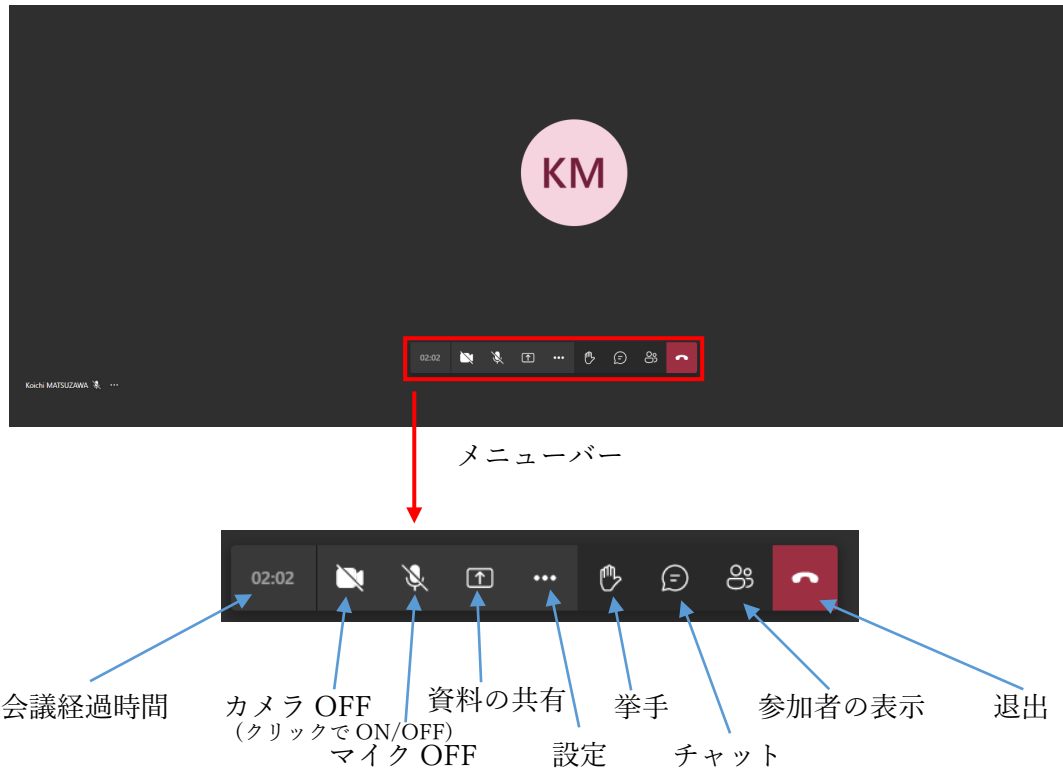 KM
02:02
Koichi MATSUZAWA
メニューバー
02:02
会議経過時間
カメラ OFF
(クリックで ON/OFF)
マイク OFF
資料の共有
設定
挙手
チャット
参加者の表示
退出